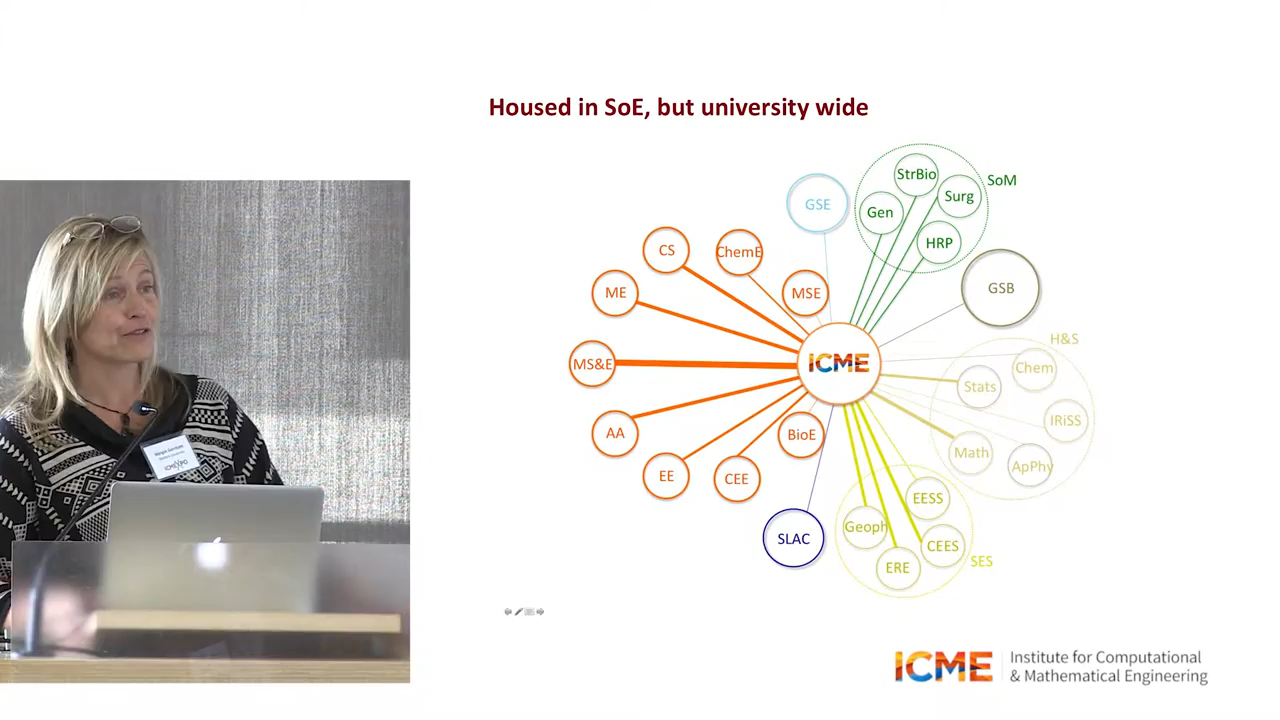 Housed in SoE, but university wide
StrBio
SoM
Surg
GSE
Gen
HRP
CS
ChemE
ME
MSE
GSB
H&S
MS&E
ICME
Chem
Stats
IRiSS
AA
BioE
Math
ApPhy
EE
CEE
EESS
Geoph
SLAC
CEES
SES
ERE
ICME
Institute for Computational
& Mathematical Engineering